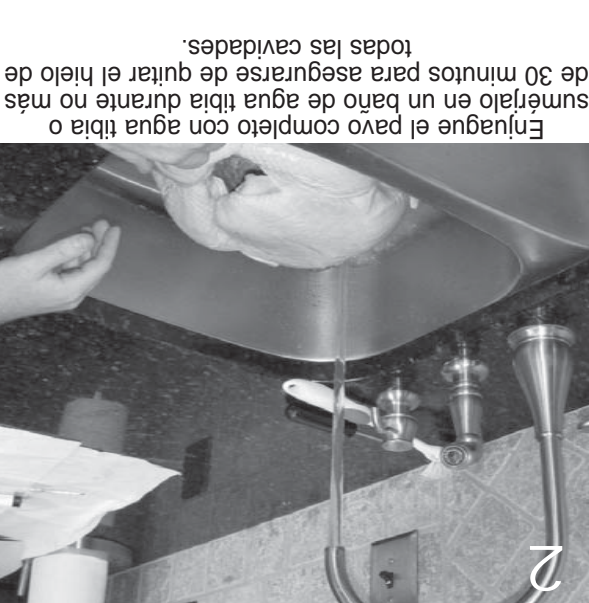 2
Enjuague el pavo completo con agua tibia o
sumérjalo en un baño de agua tibia durante no más
de 30 minutos para asegurarse de quitar el hielo de
todas las cavidades.